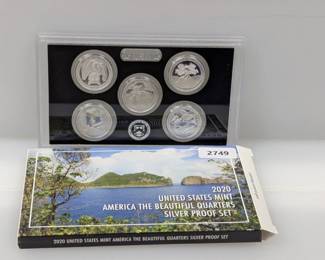 2749
2020
UNITED STATES MINT
AMERICA THE BEAUTIFUL QUARTERS
SILVER PROOF SET
2020 UNITED STATES MINT AMERICA THE BEAUTIFUL QUARTERS SILVER PROOF SET